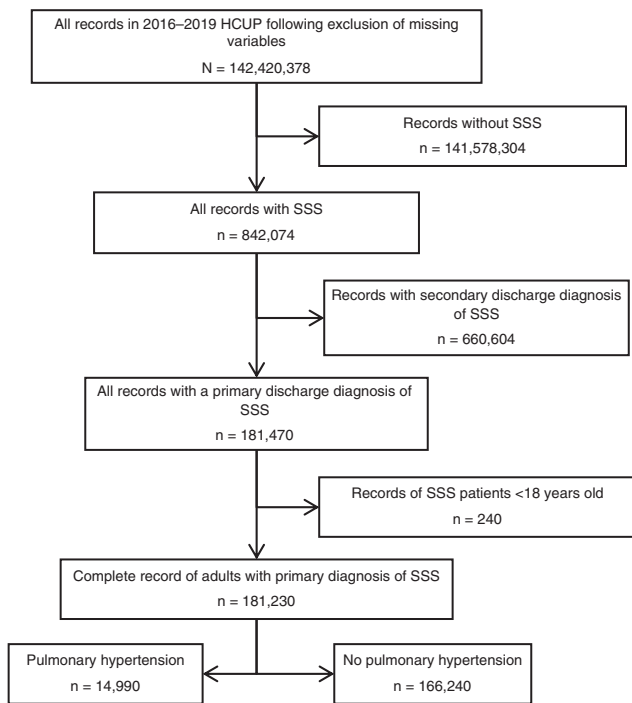 All records in 2016–2019 HCUP following exclusion of missing
variables
N = 142,420,378
Records without SSS
n = 141,578,304
All records with SSS
n = 842,074
Records with secondary discharge diagnosis
of SSS
n = 660,604
All records with a primary discharge diagnosis of
SSS
n = 181,470
Records of SSS patients <18 years old
n = 240
Complete record of adults with primary diagnosis of SSS
n = 181,230
Pulmonary hypertension
n = 14,990
No pulmonary hypertension
n = 166,240